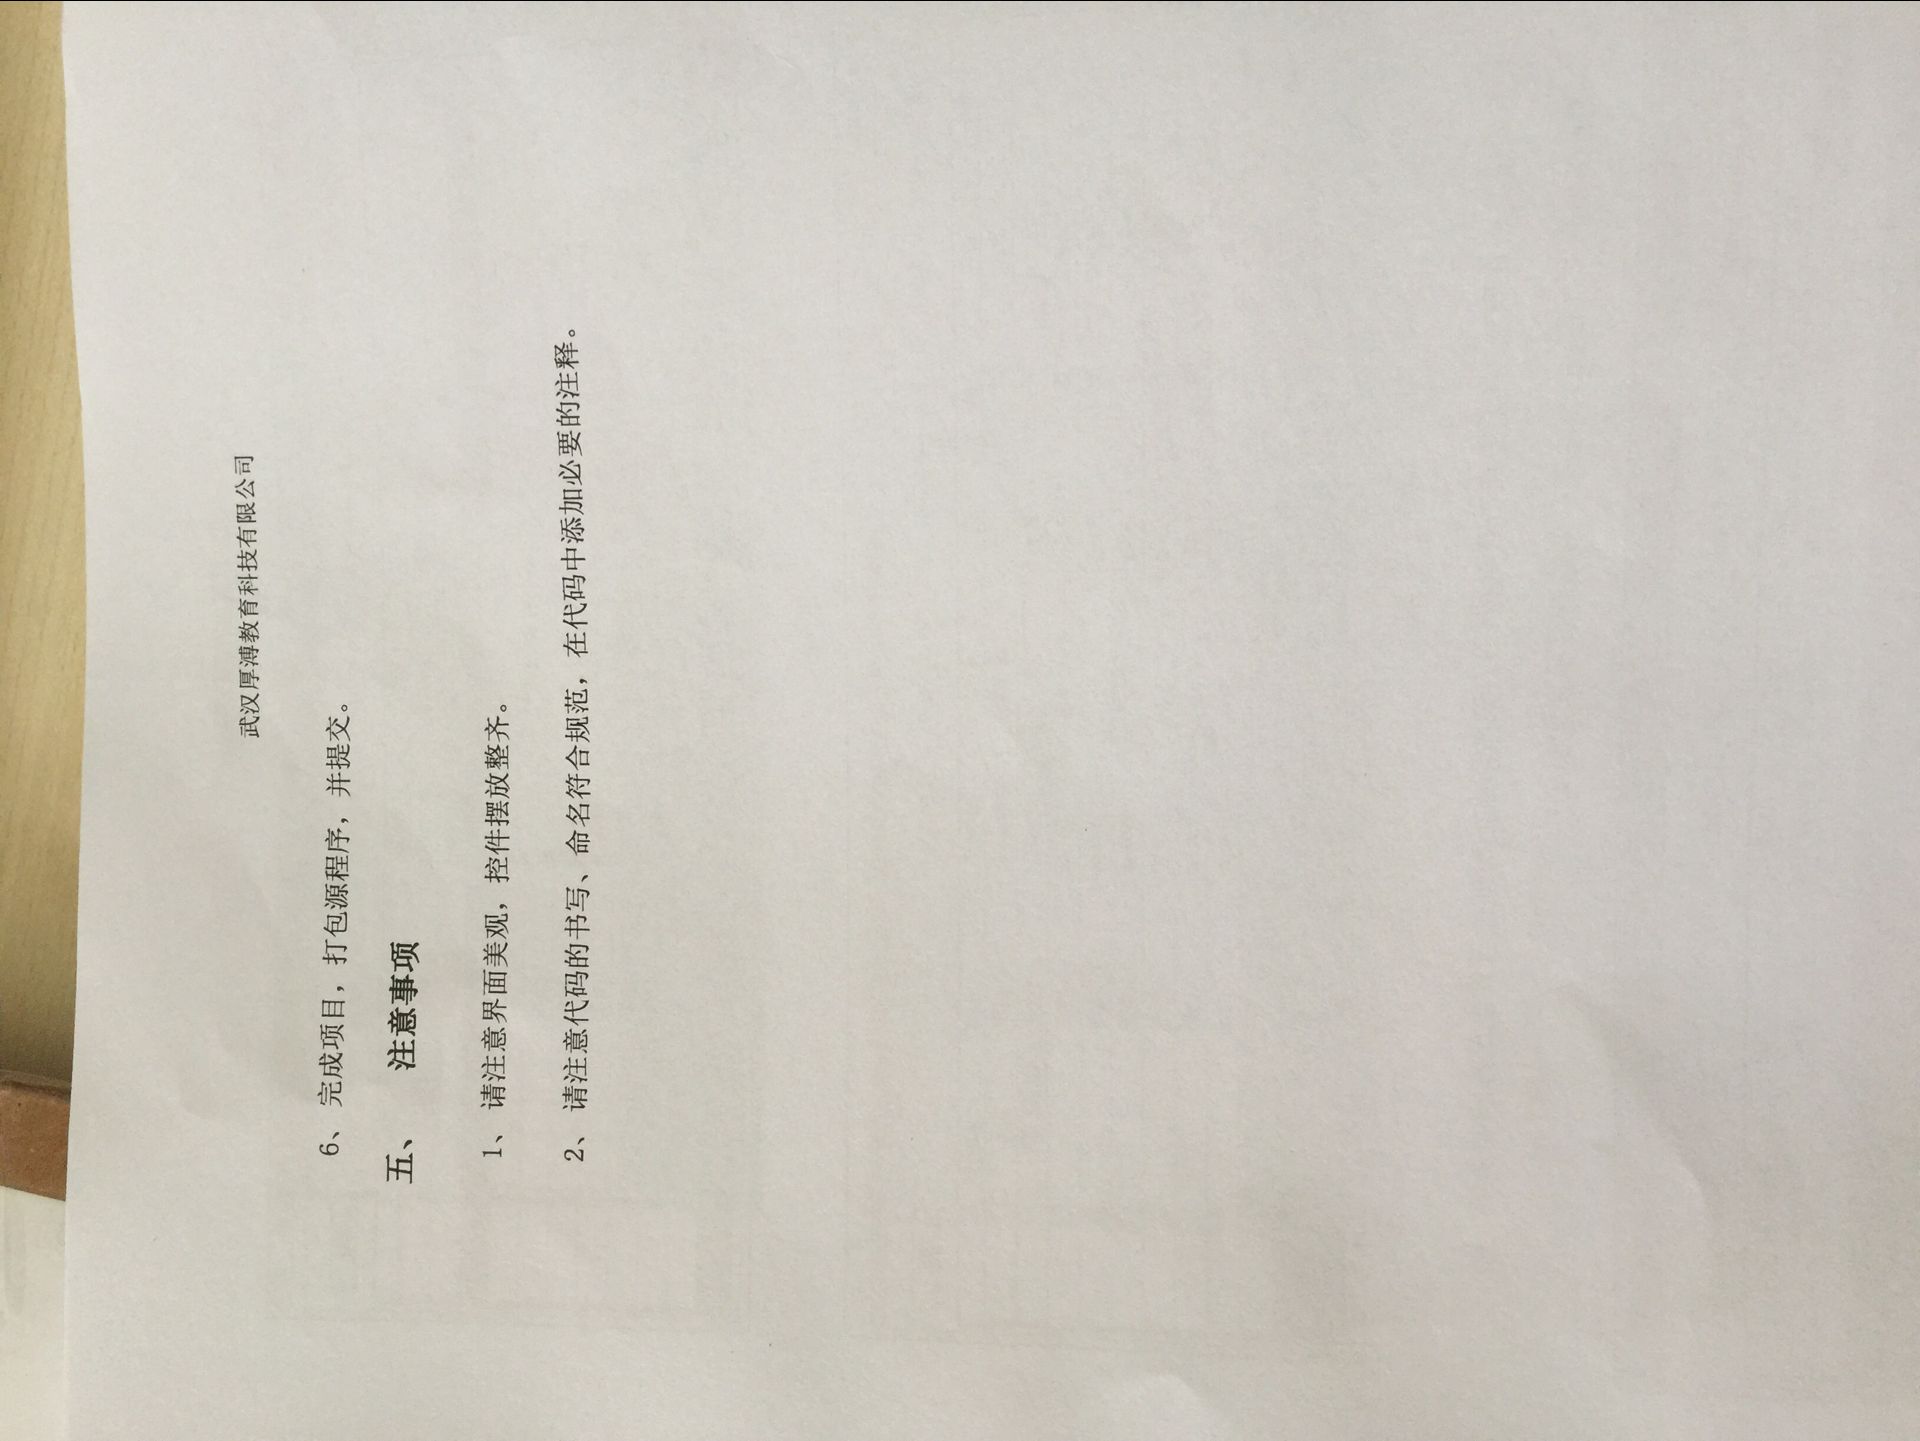 武汉厚溥教育科技有限公司
6、 完成项目，打包源程序，并提交。
五、 注意事项
1、 请注意界面美观，控件摆放整齐。
2、 请注意代码的书写、命名符合规范，在代码中添加必要的注释。